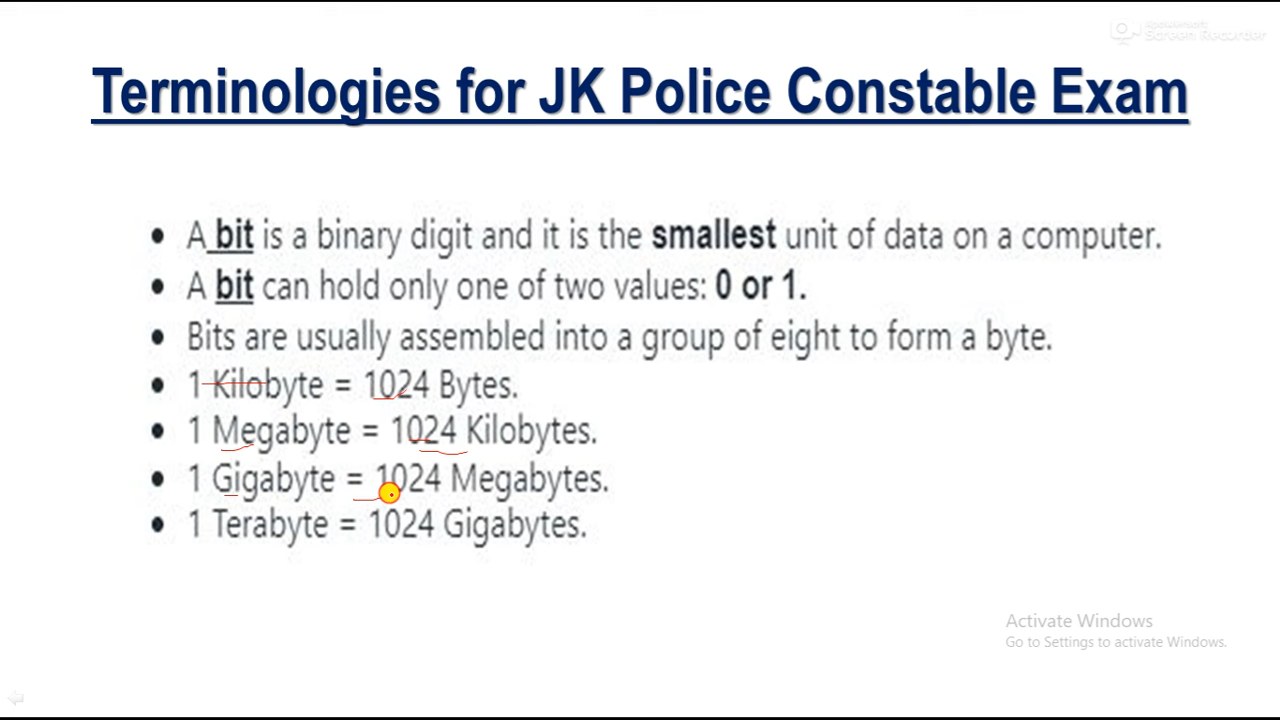 Apowersoft
Screen Recorder
Terminologies for JK Police Constable Exam
• A bit is a binary digit and it is the smallest unit of data on a computer.
• A bit can hold only one of two values: 0 or 1.
• Bits are usually assembled into a group of eight to form a byte.
• 1 Kilobyte = 1024 Bytes.
• 1 Megabyte = 1024 Kilobytes.
• 1 Gigabyte = 1024 Megabytes.
• 1 Terabyte = 1024 Gigabytes.
Activate Windows
Go to Settings to activate Windows.